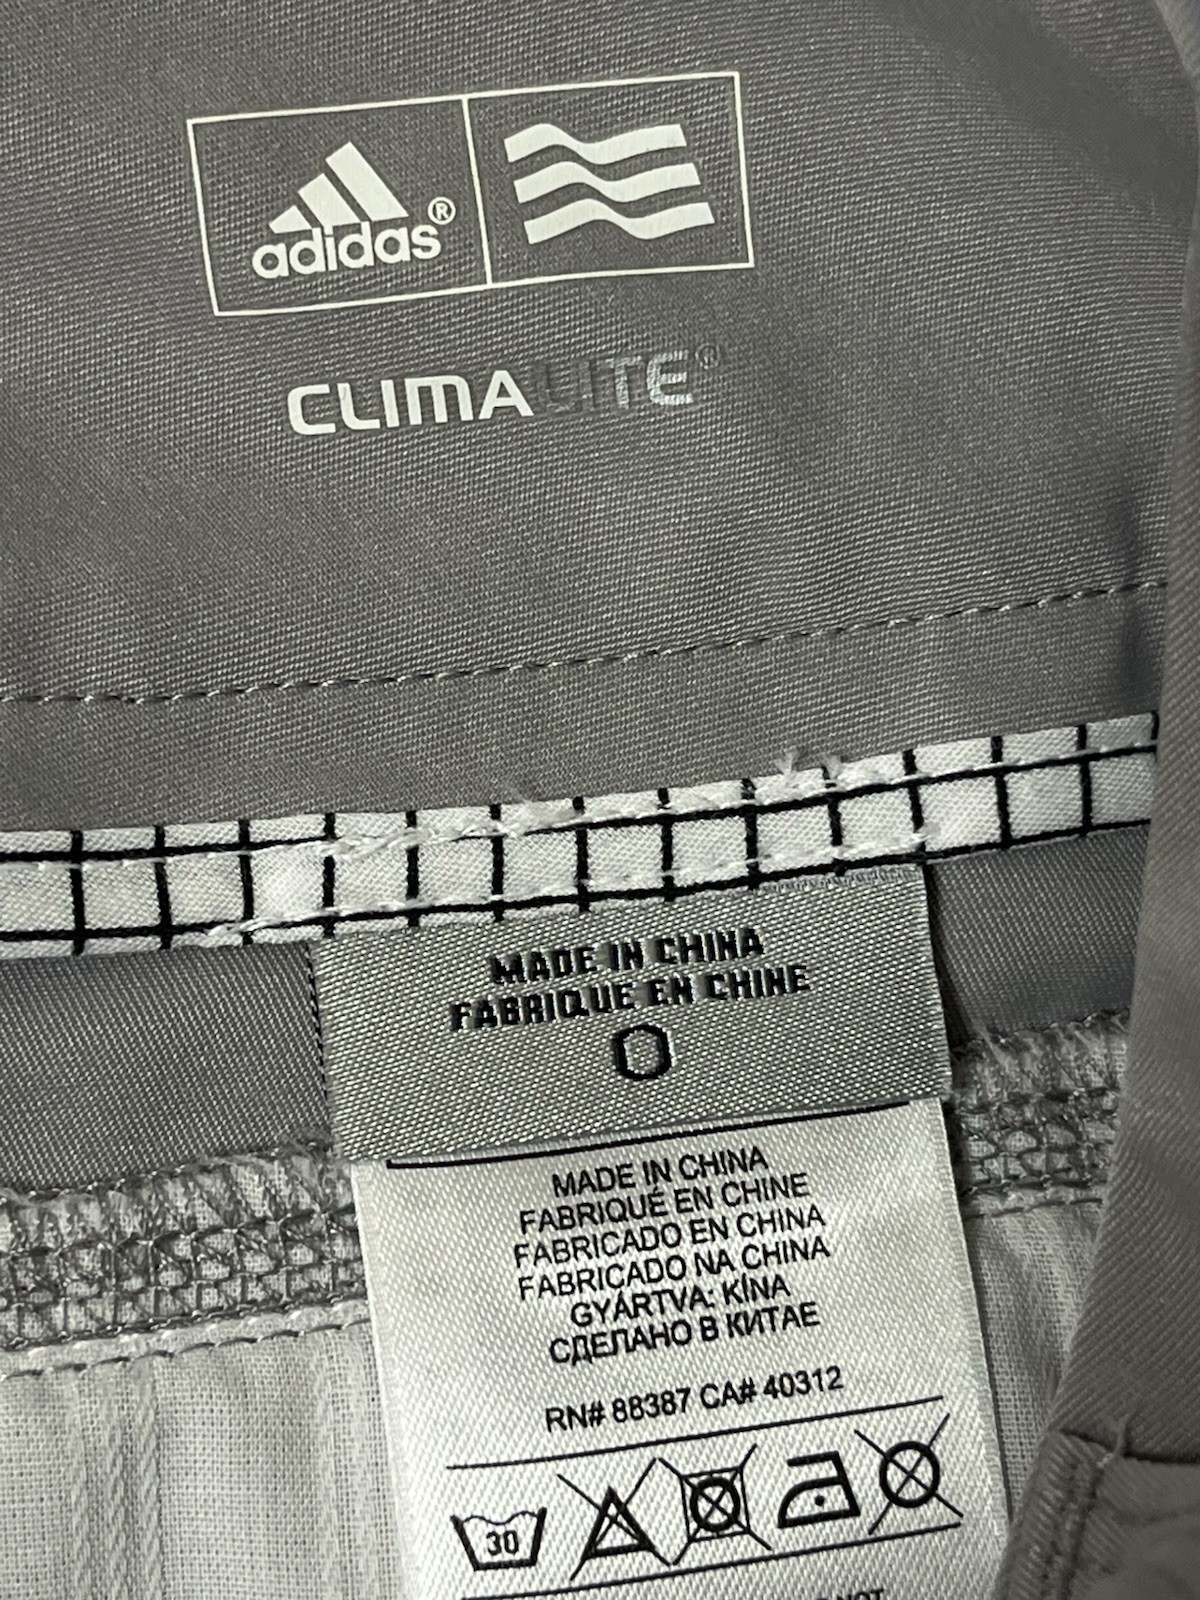 adidas®
CLIMALITE®
MADE IN CHINA
FABRIQUE EN CHINE
0
MADE IN CHINA
FABRIQUÉ EN CHINE
FABRICADO EN CHINA
FABRICADO NA CHINA
GYÁRTVA: KÍNA
СДЕЛАНО В КИТАЕ
RN# 88387 CA# 40312
30
NOT